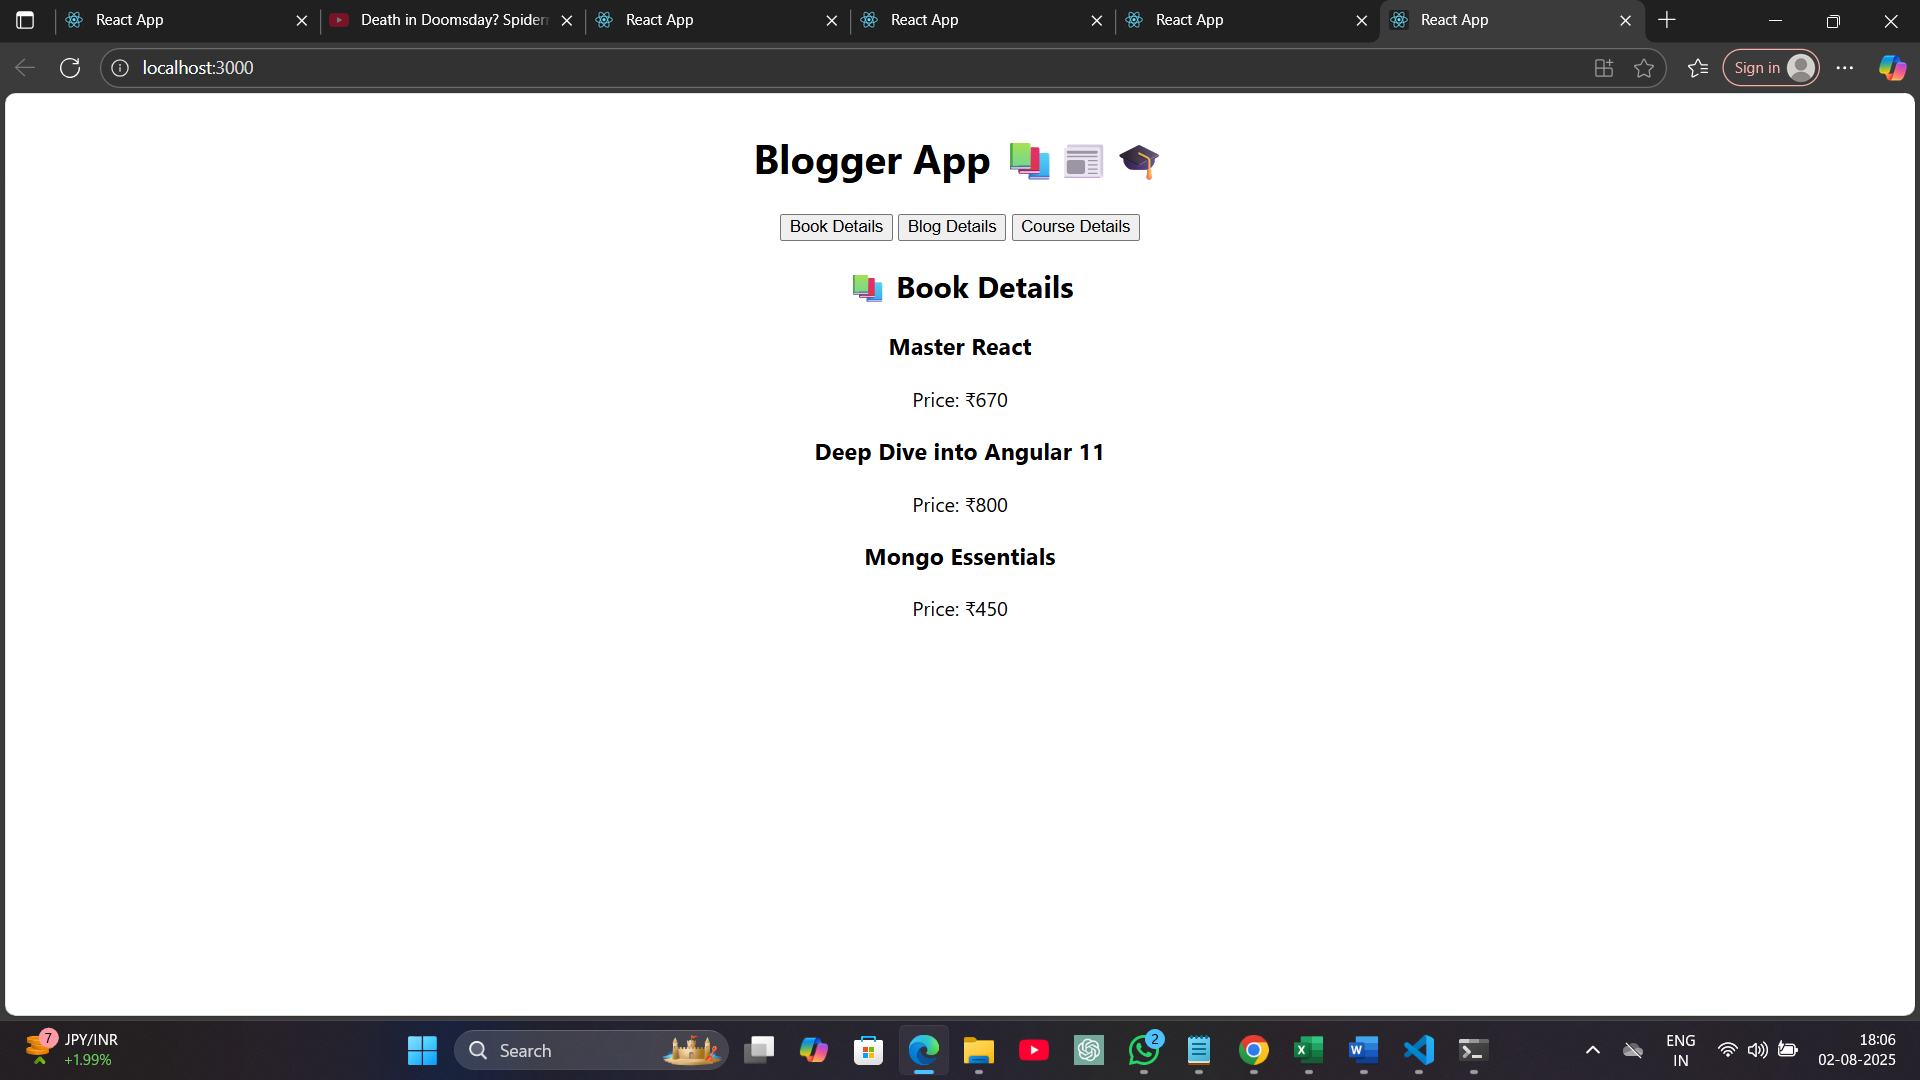 React App
Death in Doomsday? Spider
React App
React App
React App
React App
localhost:3000
Sign in
Blogger App
Book Details
Blog Details
Course Details
Book Details
Master React
Price: ₹670
Deep Dive into Angular 11
Price: ₹800
Mongo Essentials
Price: ₹450
7
JPY/INR
+1.99%
Search
2
ENG
IN
18:06
02-08-2025